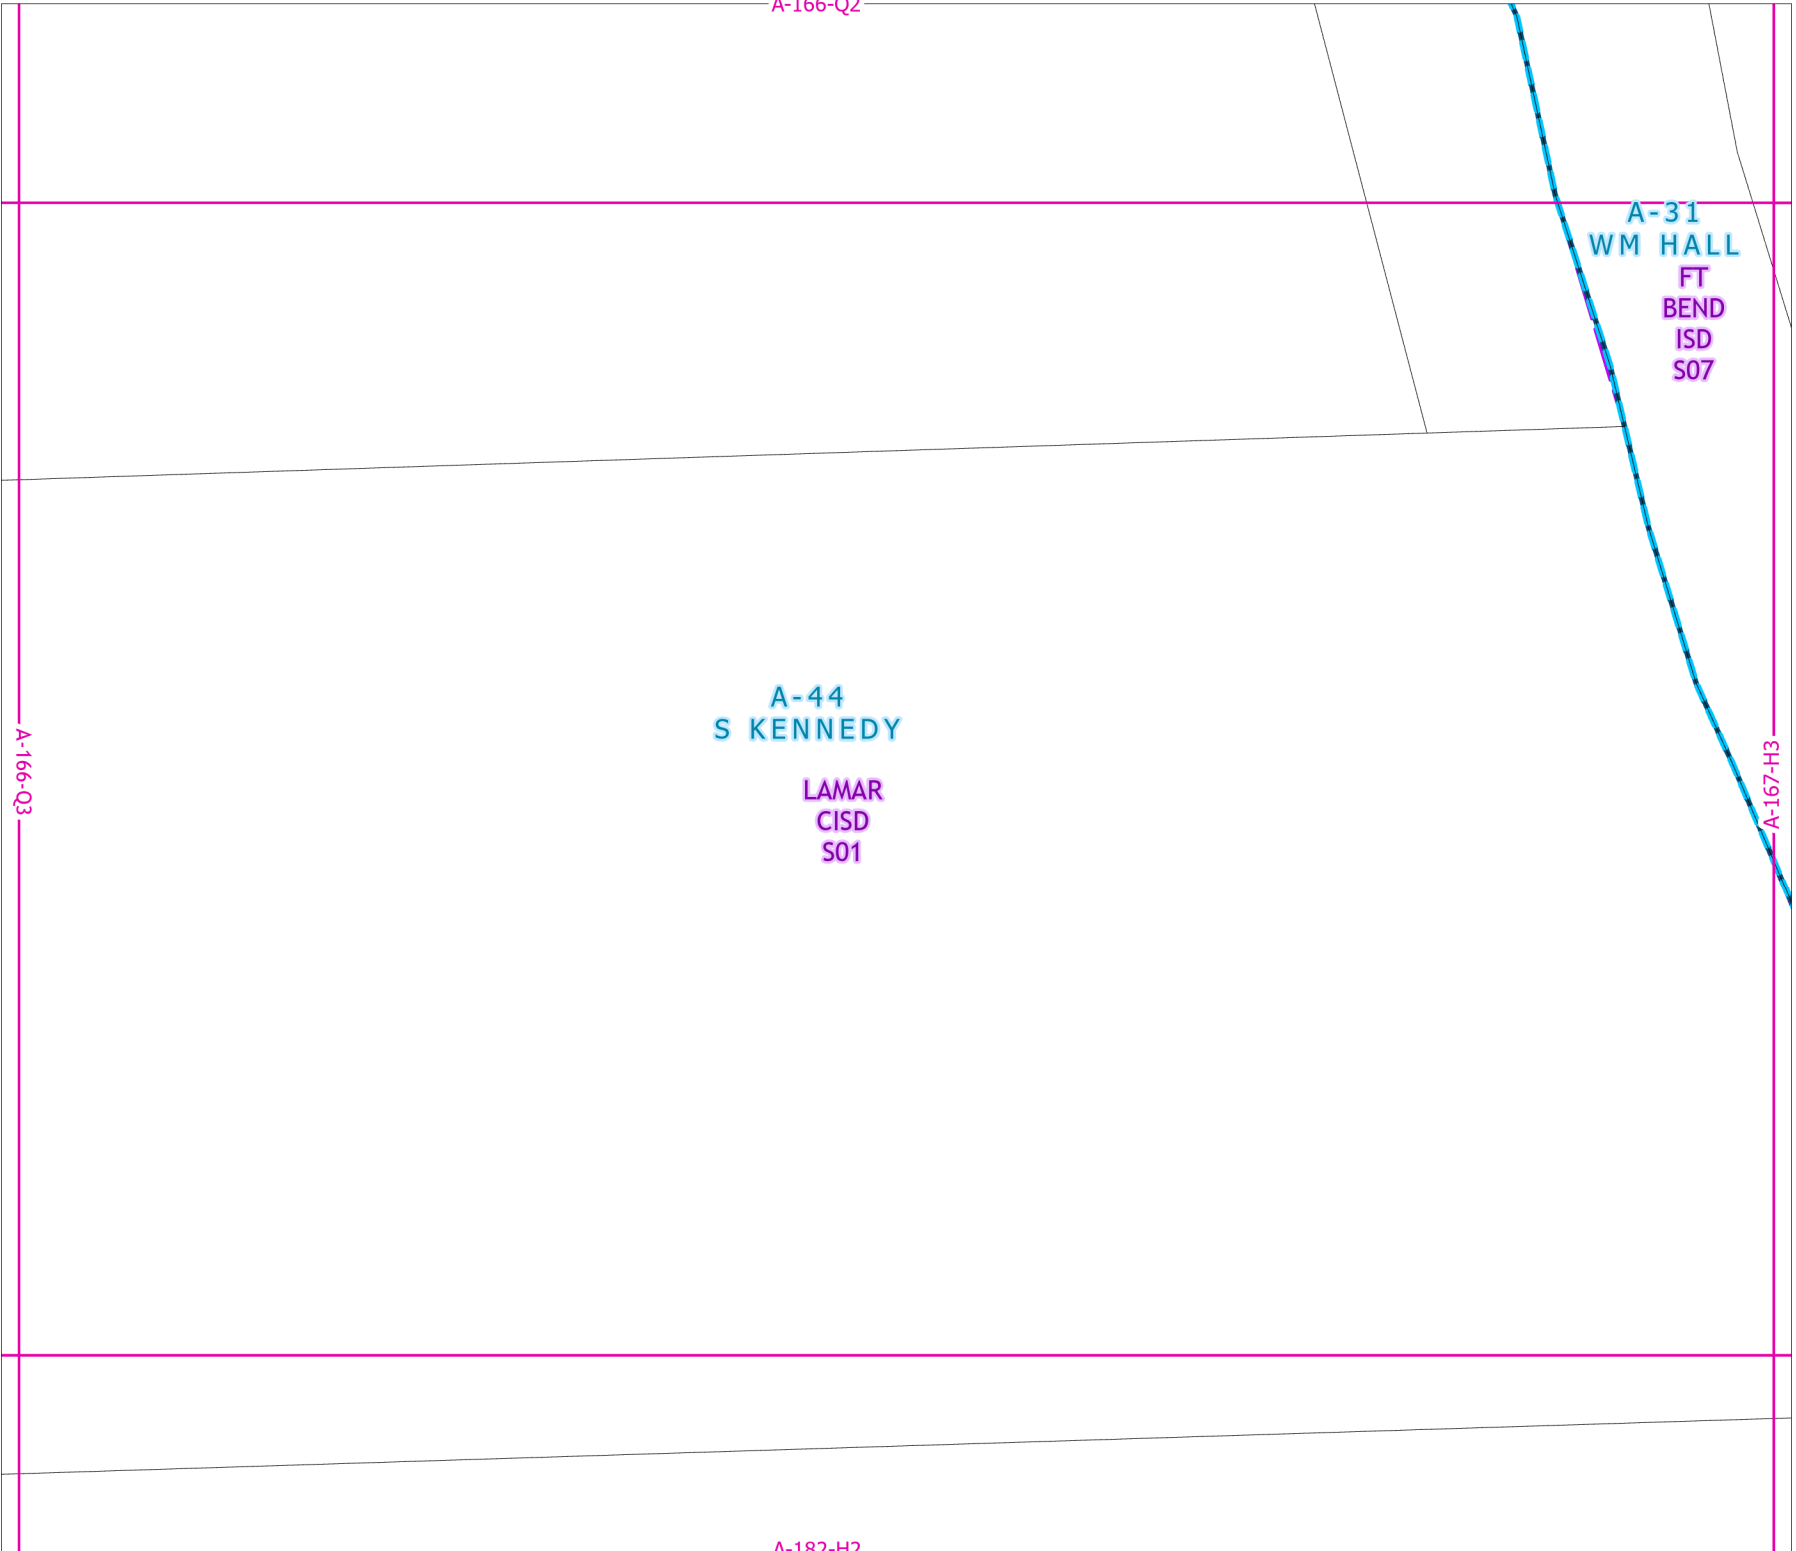 A-166-Q2
A-31
WM HALL
FT
BEND
ISD
S07
A-44
S KENNEDY
LAMAR
CISD
S01
A-166-Q3
A-167-H3
A-182-H2